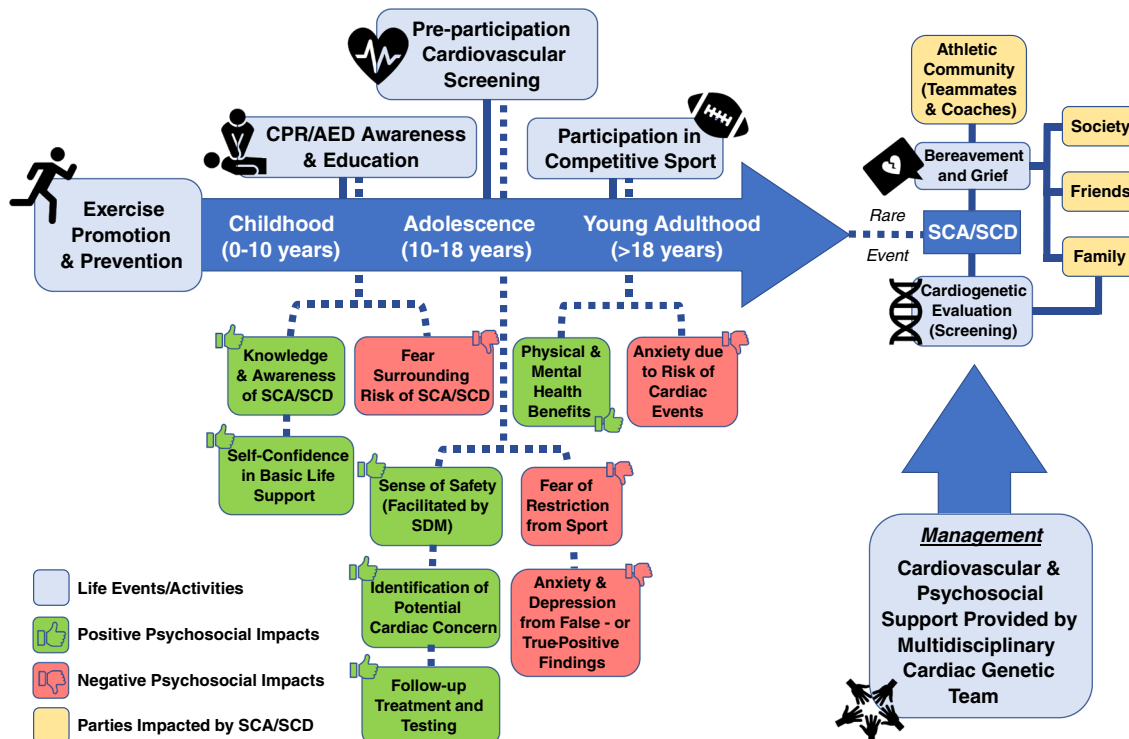 Pre-participation
Cardiovascular
Screening
CPR/AED Awareness
& Education
Participation in
Competitive Sport
Exercise
Promotion
& Prevention
Childhood
(0-10 years)
Adolescence
(10-18 years)
Young Adulthood
(>18 years)
Rare
Event
Athletic
Community
(Teammates
& Coaches)
Bereavement
and Grief
SCA/SCD
Cardiogenetic
Evaluation
(Screening)
Society
Friends
Family
Knowledge
& Awareness
of SCA/SCD
Fear
Surrounding
Risk of SCA/SCD
Self-Confidence
in Basic Life
Support
Physical &
Mental
Health
Benefits
Anxiety due
to Risk of
Cardiac
Events
Sense of Safety
(Facilitated by
SDM)
Fear of
Restriction
from Sport
Identification of
Potential
Cardiac Concern
Anxiety &
Depression
from False - or
True-Positive
Findings
Follow-up
Treatment and
Testing
Life Events/Activities
Positive Psychosocial Impacts
Negative Psychosocial Impacts
Parties Impacted by SCA/SCD
Management
Cardiovascular &
Psychosocial
Support Provided by
Multidisciplinary
Cardiac Genetic
Team